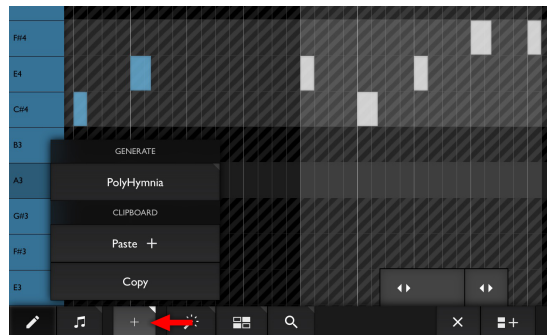 F#4
E4
C#4
B3
A3
G#3
F#3
E3
GENERATE
PolyHymnia
CLIPBOARD
Paste +
Copy